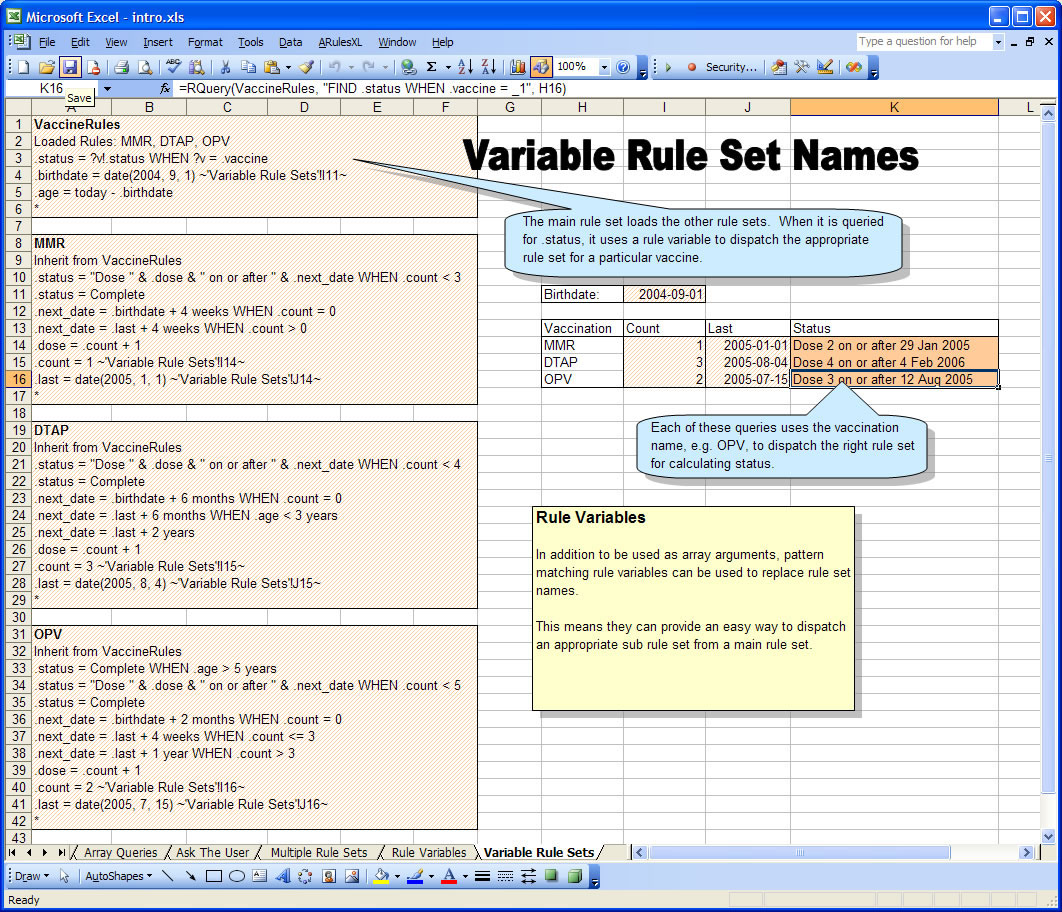 Microsoft Excel - intro.xls
File Edit View Insert Format Tools Data ARulesXL Window Help
Type a question for help
100%
Security...
K16
=RQuery(VaccineRules, "FIND .status WHEN .vaccine = _1", H16)
Save
A B C D E F G H I J K L
1 VaccineRules
2 Loaded Rules: MMR, DTAP, OPV
3 .status = ?v!.status WHEN ?v = .vaccine
4 .birthdate = date(2004, 9, 1) ~'Variable Rule Sets'!I11~
5 .age = today - .birthdate
6 *
7
8 MMR
9 Inherit from VaccineRules
10 .status = "Dose " & .dose & " on or after " & .next_date WHEN .count < 3
11 .status = Complete
12 .next_date = .birthdate + 4 weeks WHEN .count = 0
13 .next_date = .last + 4 weeks WHEN .count > 0
14 .dose = .count + 1
15 .count = 1 ~'Variable Rule Sets'!I14~
16 .last = date(2005, 1, 1) ~'Variable Rule Sets'!J14~
17 *
18
19 DTAP
20 Inherit from VaccineRules
21 .status = "Dose " & .dose & " on or after " & .next_date WHEN .count < 4
22 .status = Complete
23 .next_date = .birthdate + 6 months WHEN .count = 0
24 .next_date = .last + 6 months WHEN .age < 3 years
25 .next_date = .last + 2 years
26 .dose = .count + 1
27 .count = 3 ~'Variable Rule Sets'!I15~
28 .last = date(2005, 8, 4) ~'Variable Rule Sets'!J15~
29 *
30
31 OPV
32 Inherit from VaccineRules
33 .status = Complete WHEN .age > 5 years
34 .status = "Dose " & .dose & " on or after " & .next_date WHEN .count < 5
35 .status = Complete
36 .next_date = .birthdate + 2 months WHEN .count = 0
37 .next_date = .last + 4 weeks WHEN .count <= 3
38 .next_date = .last + 1 year WHEN .count > 3
39 .dose = .count + 1
40 .count = 2 ~'Variable Rule Sets'!I16~
41 .last = date(2005, 7, 15) ~'Variable Rule Sets'!J16~
42 *
43
Variable Rule Set Names
The main rule set loads the other rule sets. When it is queried
for .status, it uses a rule variable to dispatch the appropriate
rule set for a particular vaccine.
Birthdate: 2004-09-01
Vaccination Count Last Status
MMR 1 2005-01-01 Dose 2 on or after 29 Jan 2005
DTAP 3 2005-08-04 Dose 4 on or after 4 Feb 2006
OPV 2 2005-07-15 Dose 3 on or after 12 Aug 2005
Each of these queries uses the vaccination
name, e.g. OPV, to dispatch the right rule set
for calculating status.
Rule Variables
In addition to be used as array arguments, pattern
matching rule variables can be used to replace rule set
names.
This means they can provide an easy way to dispatch
an appropriate sub rule set from a main rule set.
Array Queries Ask The User Multiple Rule Sets Rule Variables Variable Rule Sets
Draw AutoShapes
Ready